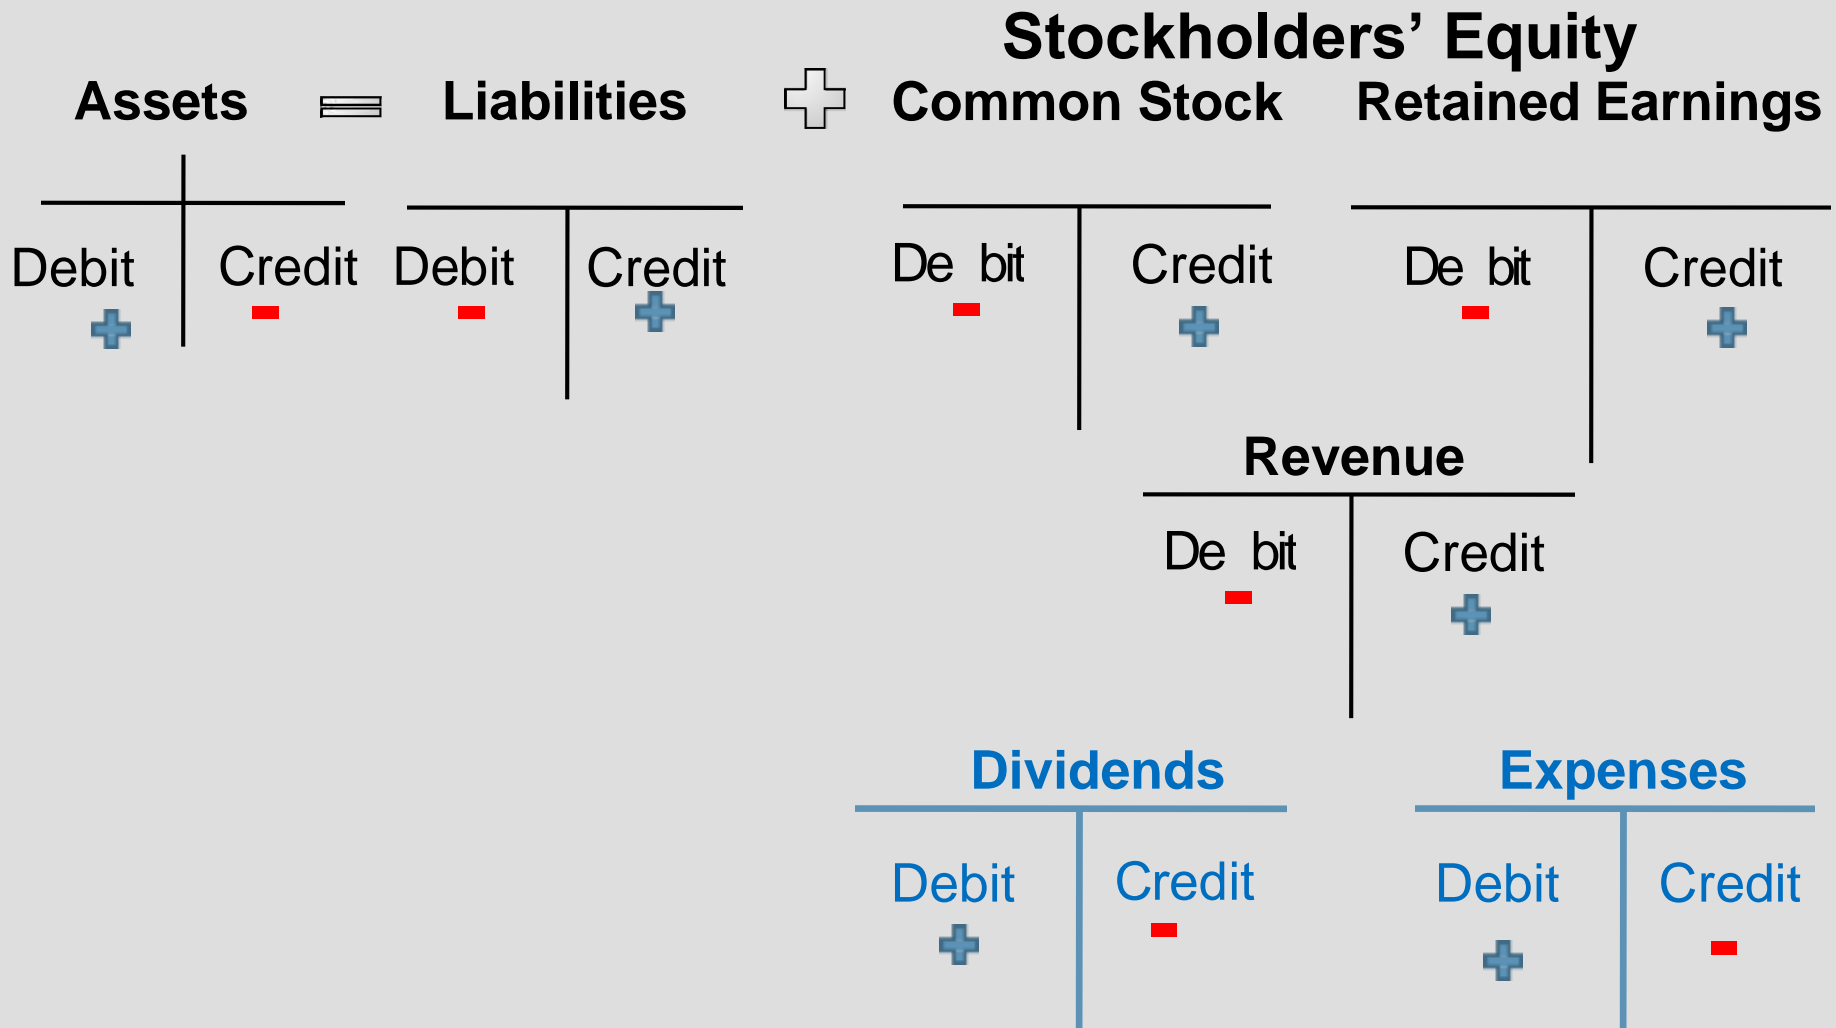 Stockholders’ Equity
Assets = Liabilities + Common Stock Retained Earnings
Debit Credit Debit Credit De bit Credit De bit Credit
+ - - + - + - +
Revenue
De bit Credit
- +
Dividends Expenses
Debit Credit Debit Credit
+ - + -